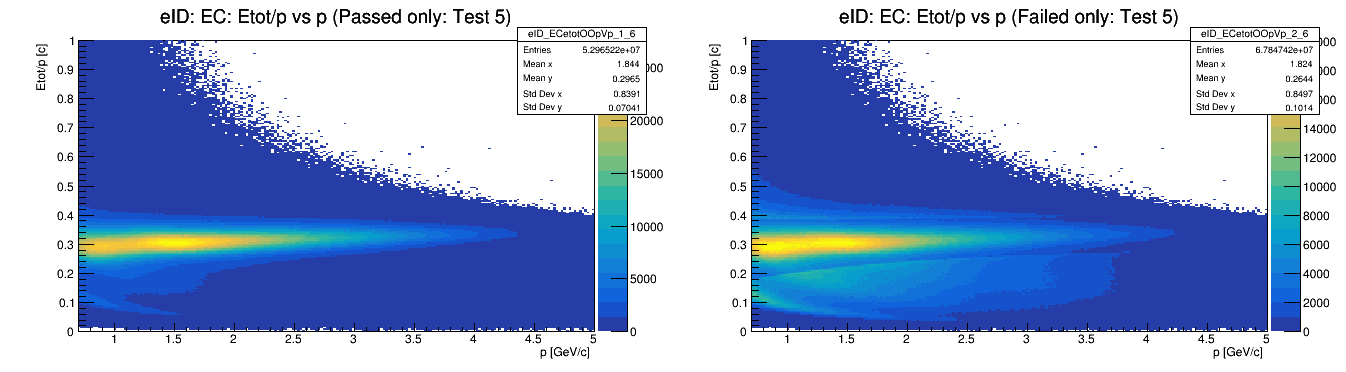 eID: EC: Etot/p vs p (Passed only: Test 5)
eID_ECetotOOpVp_1_6
Entries 5.296522e+07
Mean x 1.844
Mean y 0.2965
Std Dev x 0.8391
Std Dev y 0.07041
Etot/p [c]
1
0.9
0.8
0.7
0.6
0.5
0.4
0.3
0.2
0.1
0
1 1.5 2 2.5 3 3.5 4 4.5 5
p [GeV/c]
000
20000
15000
10000
5000
0
eID: EC: Etot/p vs p (Failed only: Test 5)
eID_ECetotOOpVp_2_6
Entries 6.784742e+07
Mean x 1.824
Mean y 0.2644
Std Dev x 0.8497
Std Dev y 0.1014
Etot/p [c]
1
0.9
0.8
0.7
0.6
0.5
0.4
0.3
0.2
0.1
0
1 1.5 2 2.5 3 3.5 4 4.5 5
p [GeV/c]
000
000
000
14000
12000
10000
8000
6000
4000
2000
0